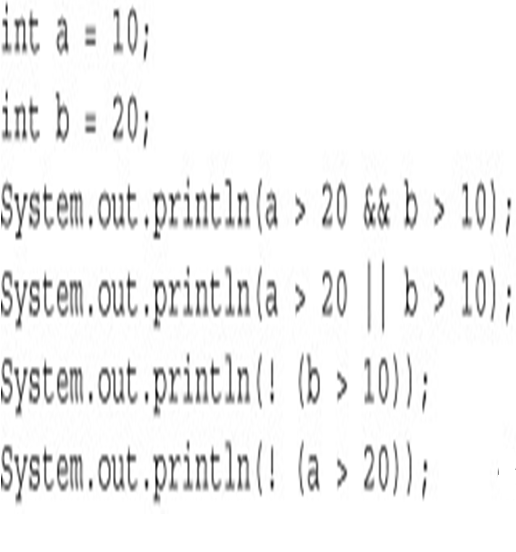 int a = 10;
int b = 20;
System.out.println(a > 20 && b > 10);
System.out.println(a > 20 || b > 10);
System.out.println(! (b > 10));
System.out.println(! (a > 20));